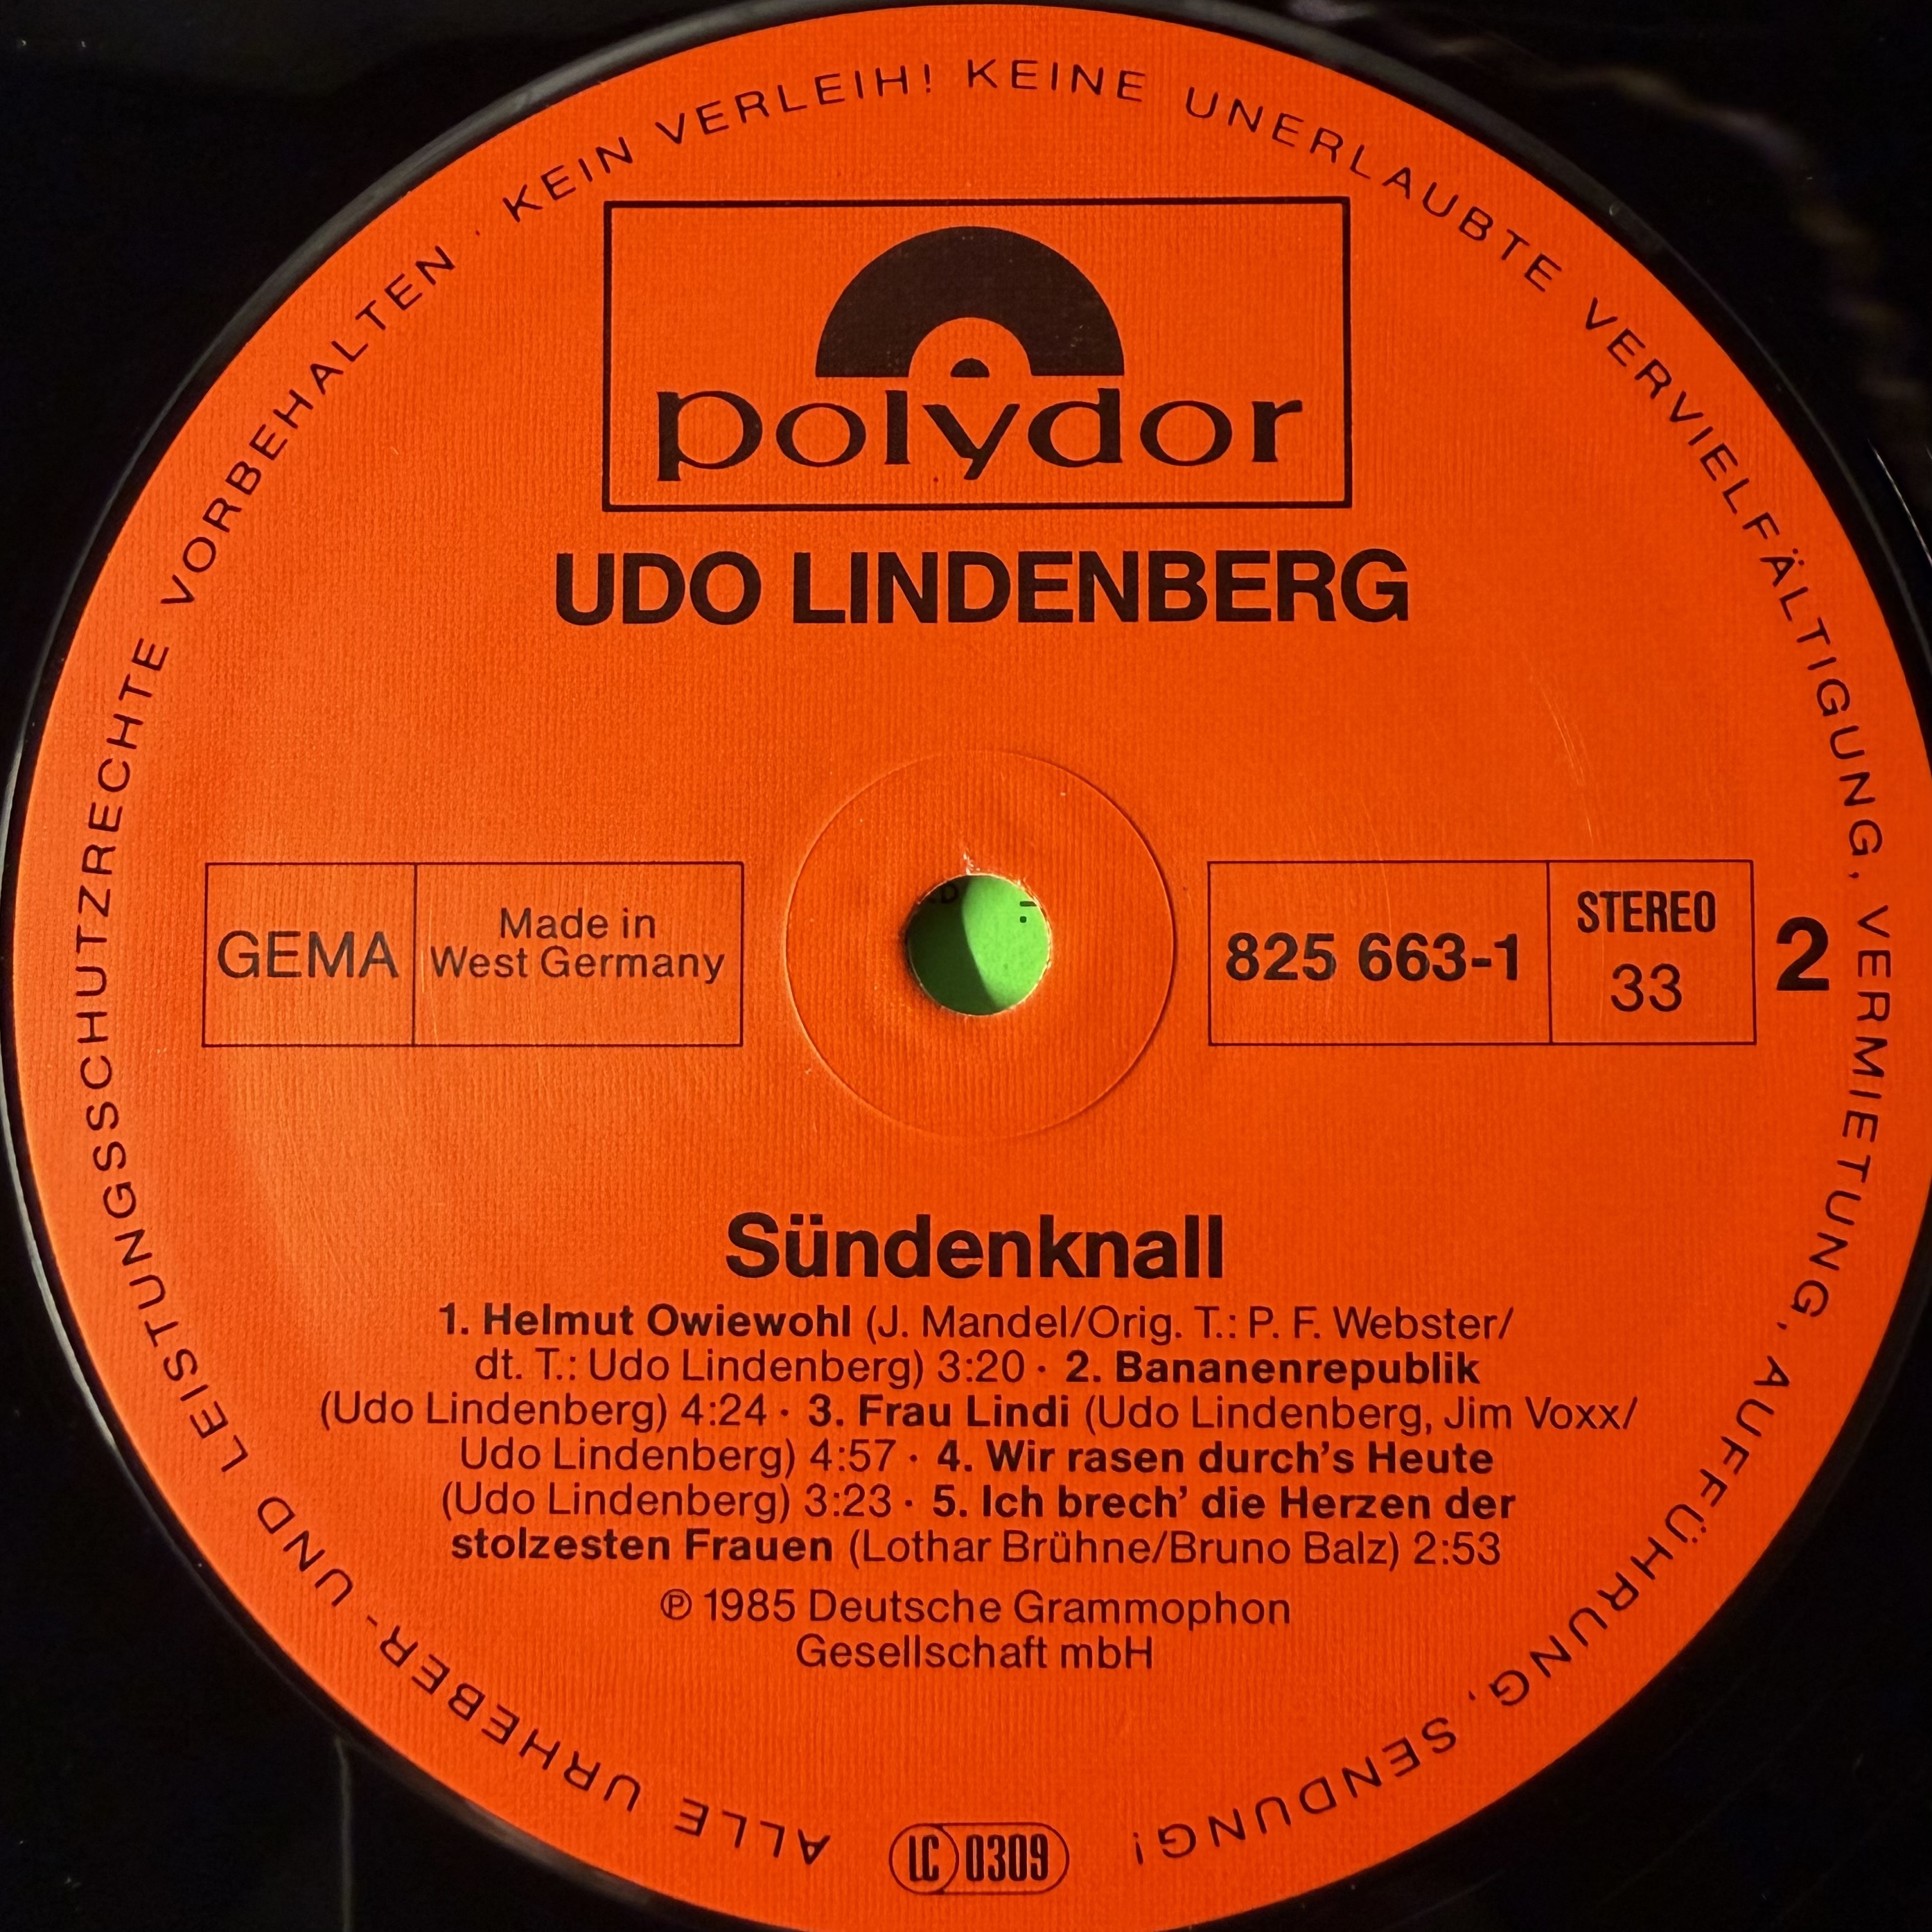 ALLE URHEBER- UND LEISTUNGSSCHUTZRECHTE VORBEHALTEN · KEIN VERLEIH! KEINE UNERLAUBTE VERVIELFÄLTIGUNG, VERMIETUNG, AUFFÜHRUNG, SENDUNG!
polydor
UDO LINDENBERG
GEMA
Made in
West Germany
825 663-1
STEREO
33
2
Sündenknall
1. Helmut Owiewohl (J. Mandel/Orig. T.: P. F. Webster/
dt. T.: Udo Lindenberg) 3:20 · 2. Bananenrepublik
(Udo Lindenberg) 4:24 · 3. Frau Lindi (Udo Lindenberg, Jim Voxx/
Udo Lindenberg) 4:57 · 4. Wir rasen durch’s Heute
(Udo Lindenberg) 3:23 · 5. Ich brech’ die Herzen der
stolzesten Frauen (Lothar Brühne/Bruno Balz) 2:53
℗ 1985 Deutsche Grammophon
Gesellschaft mbH
LC 0309